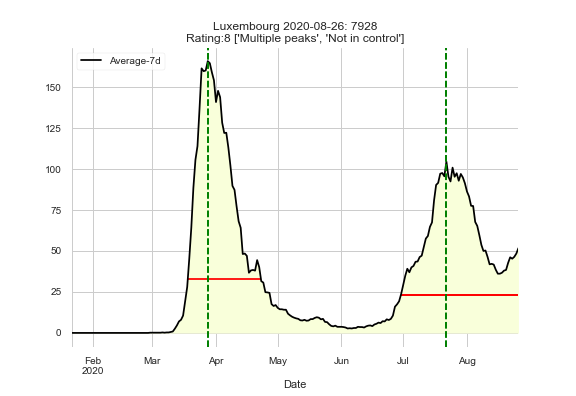 Luxembourg 2020-08-26: 7928
Rating:8 ['Multiple peaks', 'Not in control']
Average-7d
150
125
100
75
50
25
0
Feb
2020
Mar
Apr
May
Jun
Jul
Aug
Date